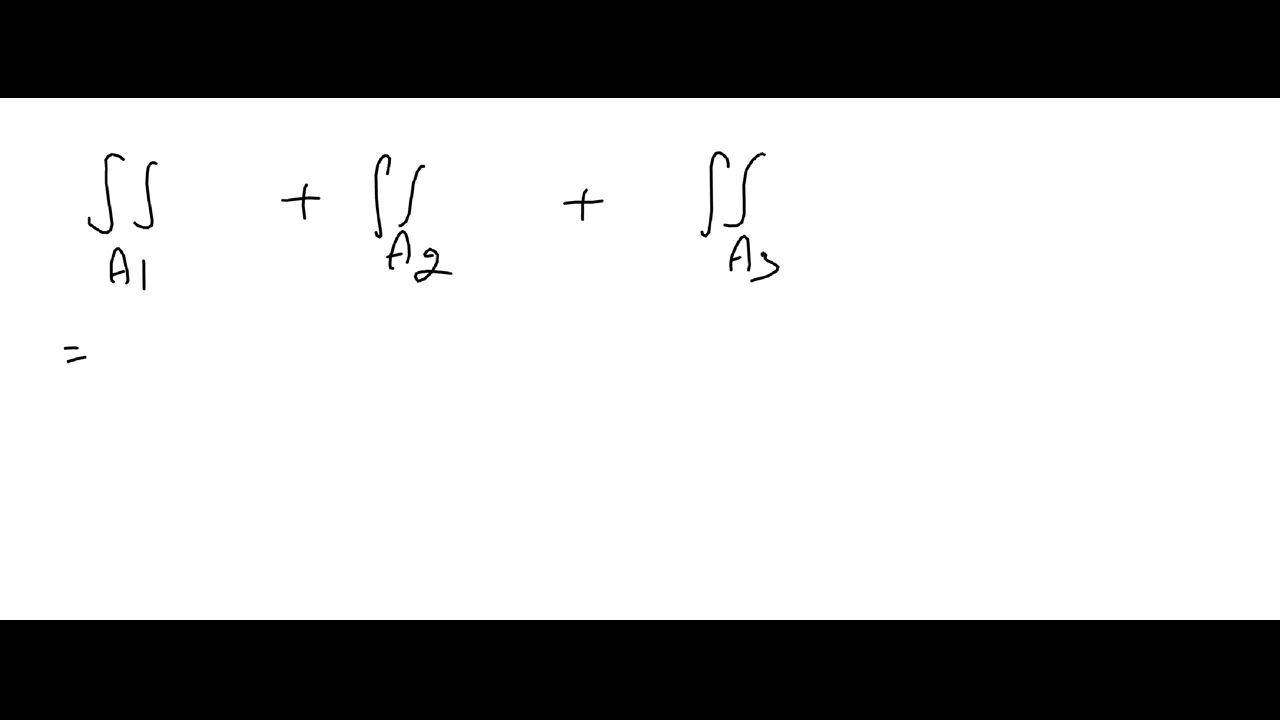 ∬_{A1} + ∬_{A2} + ∬_{A3}
=